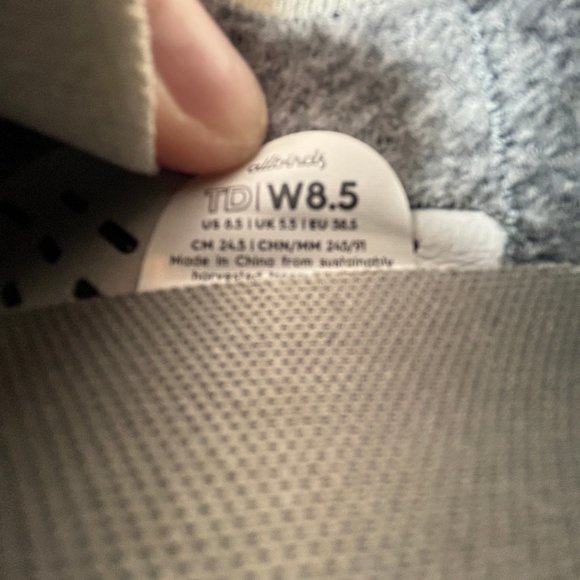 allbirds
TD|W8.5
US 8.5 | UK 5.5 | EU 38.5
CM 24.5 | CHN/MM 245/91
Made in China from sustainably
harvested